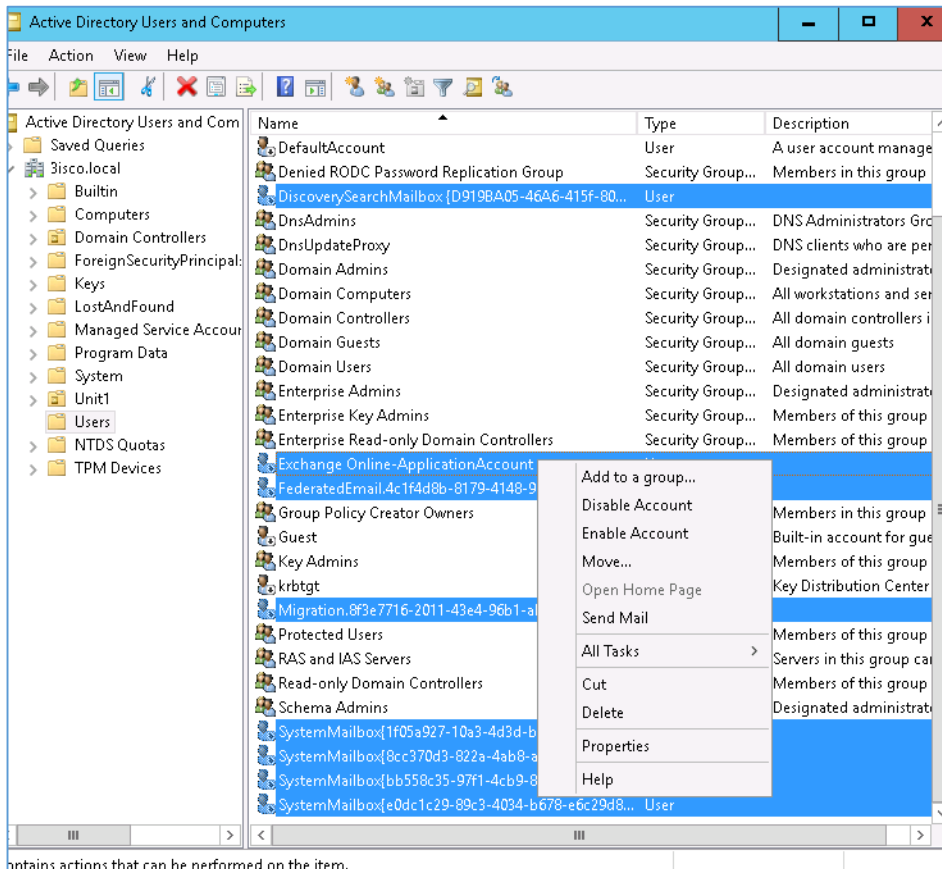 Active Directory Users and Computers
File Action View Help
Active Directory Users and Com
Saved Queries
3isco.local
Builtin
Computers
Domain Controllers
ForeignSecurityPrincipal:
Keys
LostAndFound
Managed Service Accour
Program Data
System
Unit1
Users
NTDS Quotas
TPM Devices
Name Type Description
DefaultAccount User A user account manage
Denied RODC Password Replication Group Security Group... Members in this group
DiscoverySearchMailbox {D919BA05-46A6-415f-80... User
DnsAdmins Security Group... DNS Administrators Gro
DnsUpdateProxy Security Group... DNS clients who are per
Domain Admins Security Group... Designated administrat
Domain Computers Security Group... All workstations and ser
Domain Controllers Security Group... All domain controllers i
Domain Guests Security Group... All domain guests
Domain Users Security Group... All domain users
Enterprise Admins Security Group... Designated administrat
Enterprise Key Admins Security Group... Members of this group
Enterprise Read-only Domain Controllers Security Group... Members of this group
Exchange Online-ApplicationAccount
FederatedEmail.4c1f4d8b-8179-4148-9
Group Policy Creator Owners Members in this group
Guest Built-in account for gue
Key Admins Members of this group
krbtgt Key Distribution Center
Migration.8f3e7716-2011-43e4-96b1-al
Protected Users Members of this group
RAS and IAS Servers Servers in this group car
Read-only Domain Controllers Members of this group
Schema Admins Designated administrat
SystemMailbox{1f05a927-10a3-4d3d-b
SystemMailbox{8cc370d3-822a-4ab8-a
SystemMailbox{bb558c35-97f1-4cb9-8
SystemMailbox{e0dc1c29-89c3-4034-b678-e6c29d8... User
Add to a group...
Disable Account
Enable Account
Move...
Open Home Page
Send Mail
All Tasks
Cut
Delete
Properties
Help
ontains actions that can be performed on the item.